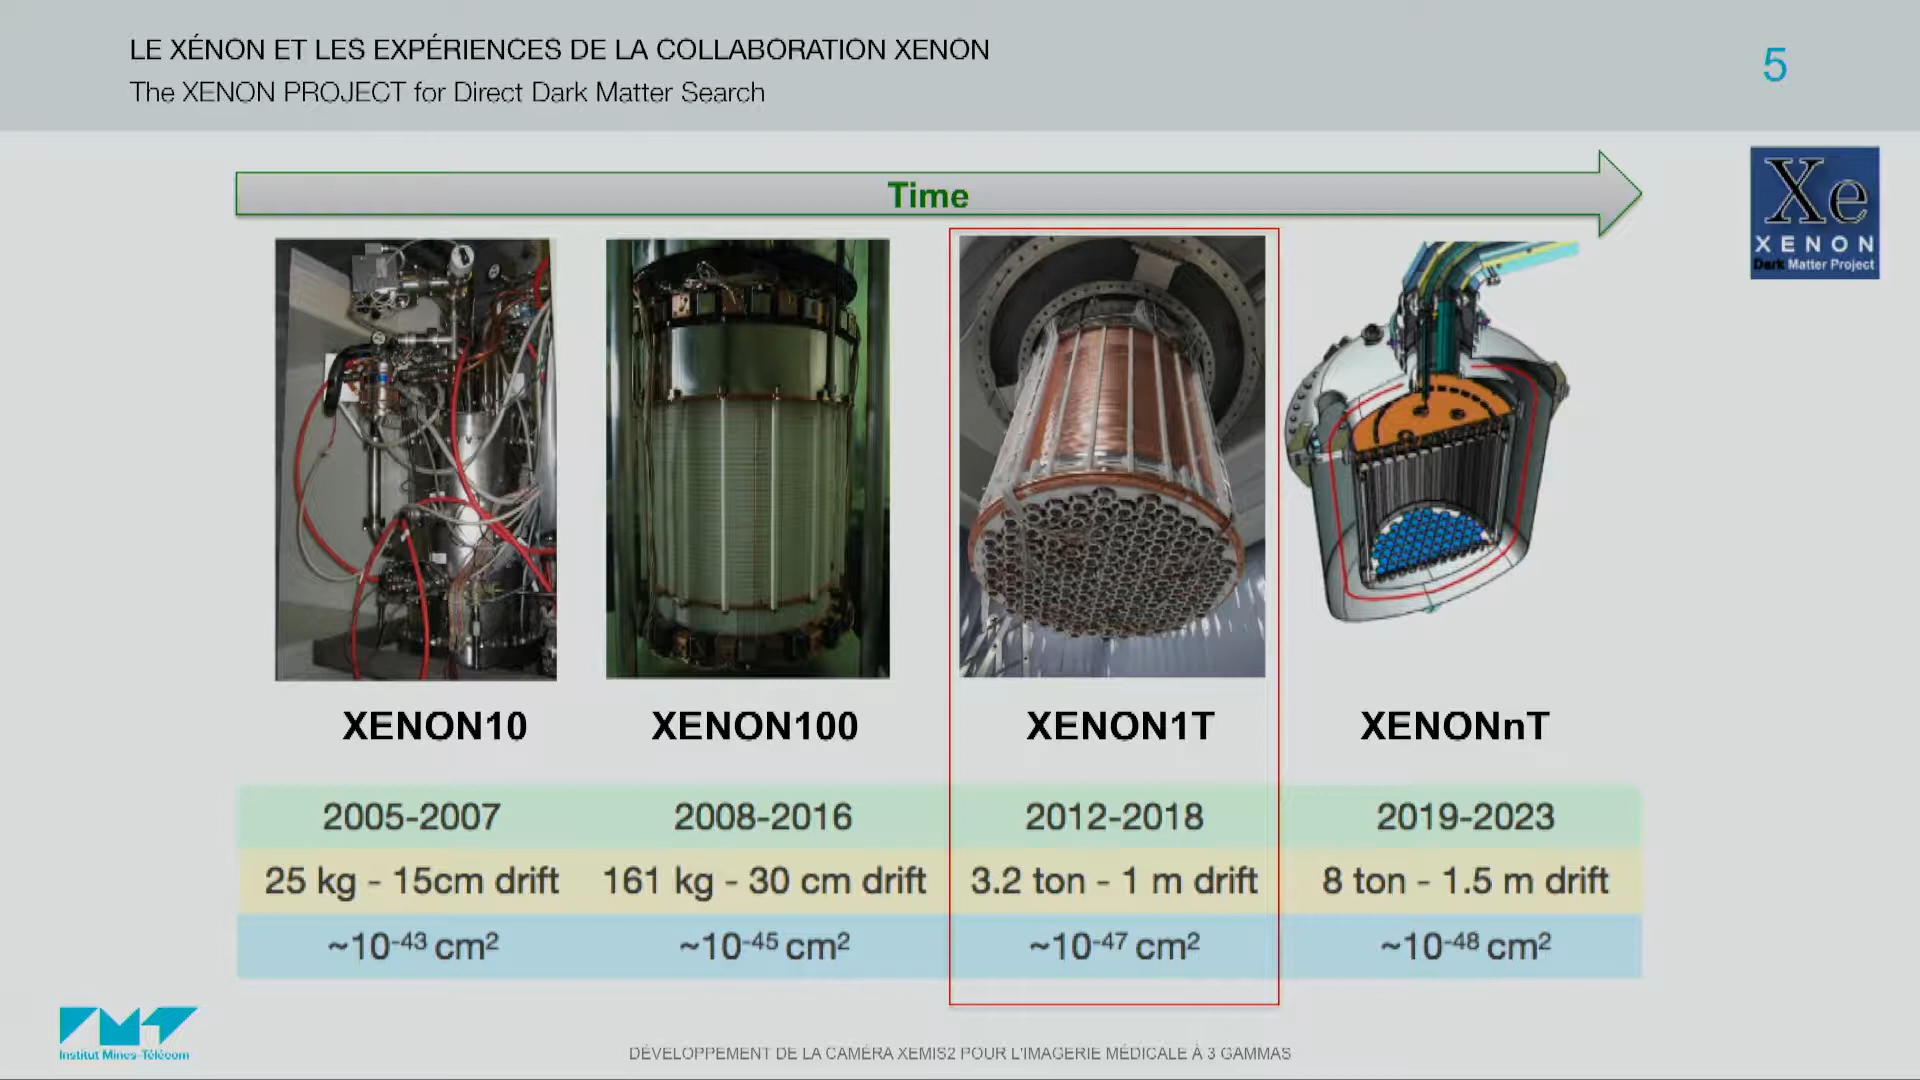 LE XÉNON ET LES EXPÉRIENCES DE LA COLLABORATION XENON
The XENON PROJECT for Direct Dark Matter Search
5
Time
Xe
XENON
Dark Matter Project
XENON10 XENON100 XENON1T XENONnT
2005-2007 2008-2016 2012-2018 2019-2023
25 kg - 15cm drift 161 kg - 30 cm drift 3.2 ton - 1 m drift 8 ton - 1.5 m drift
~10⁻⁴³ cm² ~10⁻⁴⁵ cm² ~10⁻⁴⁷ cm² ~10⁻⁴⁸ cm²
IMT
Institut Mines-Télécom
DÉVELOPPEMENT DE LA CAMÉRA XEMIS2 POUR L'IMAGERIE MÉDICALE À 3 GAMMAS